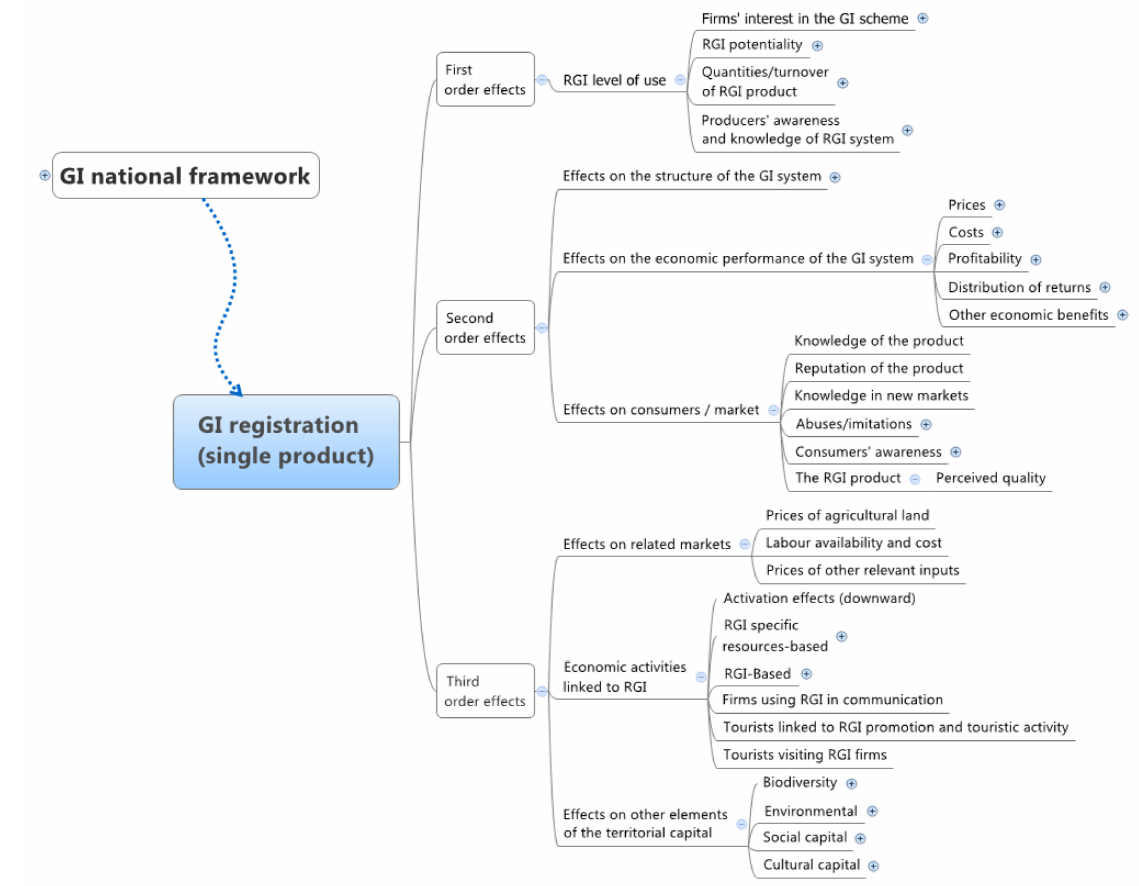 GI national framework
GI registration
(single product)
First
order effects
RGI level of use
Firms' interest in the GI scheme
RGI potentiality
Quantities/turnover
of RGI product
Producers' awareness
and knowledge of RGI system
Second
order effects
Effects on the structure of the GI system
Effects on the economic performance of the GI system
Prices
Costs
Profitability
Distribution of returns
Other economic benefits
Effects on consumers / market
Knowledge of the product
Reputation of the product
Knowledge in new markets
Abuses/imitations
Consumers' awareness
The RGI product
Perceived quality
Third
order effects
Effects on related markets
Prices of agricultural land
Labour availability and cost
Prices of other relevant inputs
Economic activities
linked to RGI
Activation effects (downward)
RGI specific
resources-based
RGI-Based
Firms using RGI in communication
Tourists linked to RGI promotion and touristic activity
Tourists visiting RGI firms
Effects on other elements
of the territorial capital
Biodiversity
Environmental
Social capital
Cultural capital